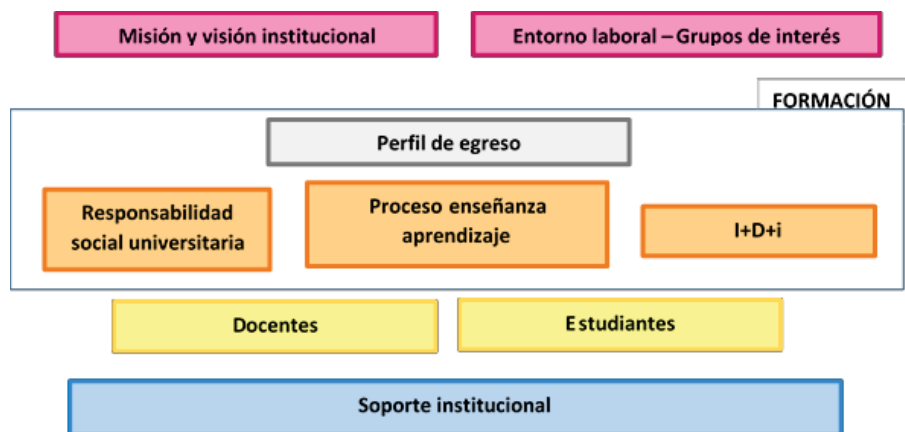 Misión y visión institucional
Entorno laboral – Grupos de interés
FORMACIÓN
Perfil de egreso
Responsabilidad
social universitaria
Proceso enseñanza
aprendizaje
I+D+i
Docentes
Estudiantes
Soporte institucional